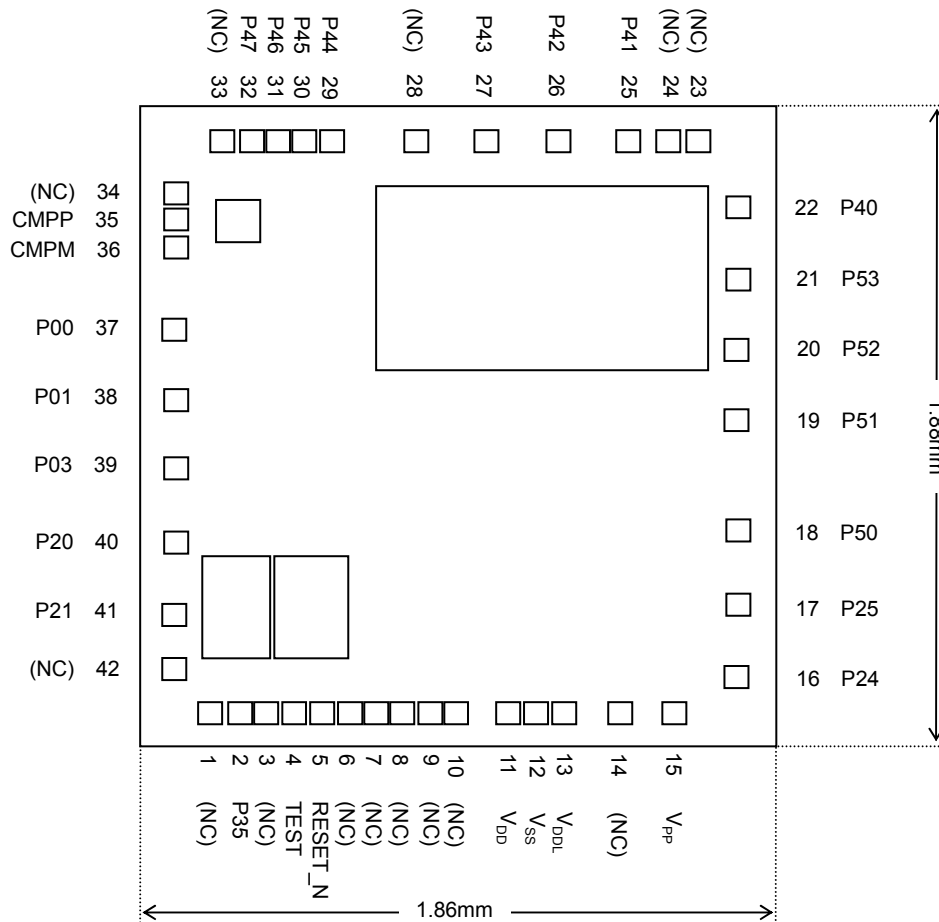 (NC) 33
P47 32
P46 31
P45 30
P44 29
(NC) 28
P43 27
P42 26
P41 25
(NC) 24
(NC) 23
(NC) 34
CMPP 35
CMPM 36
P00 37
P01 38
P03 39
P20 40
P21 41
(NC) 42
22 P40
21 P53
20 P52
19 P51
18 P50
17 P25
16 P24
1.88mm
1 (NC)
2 P35
3 (NC)
4 TEST
5 RESET_N
6 (NC)
7 (NC)
8 (NC)
9 (NC)
10 (NC)
11 VDD
12 VSS
13 VDDL
14 (NC)
15 VPP
1.86mm